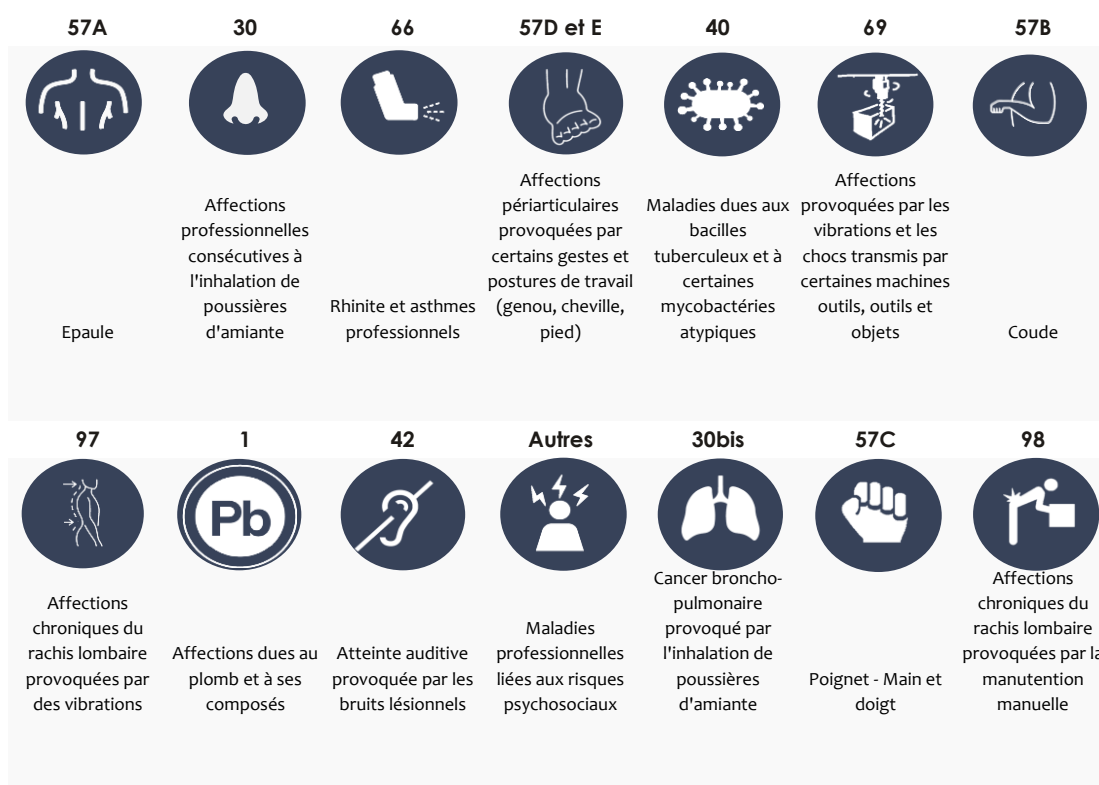 57A
30
66
57D et E
40
69
57B
Epaule
Affections
professionnelles
consécutives à
l'inhalation de
poussières
d'amiante
Rhinite et asthmes
professionnels
Affections
périarticulaires
provoquées par
certains gestes et
postures de travail
(genou, cheville,
pied)
Maladies dues aux
bacilles
tuberculeux et à
certaines
mycobactéries
atypiques
Affections
provoquées par les
vibrations et les
chocs transmis par
certaines machines
outils, outils et
objets
Coude
97
1
42
Autres
30bis
57C
98
Affections
chroniques du
rachis lombaire
provoquées par
des vibrations
Pb
Affections dues au
plomb et à ses
composés
Atteinte auditive
provoquée par les
bruits lésionnels
Maladies
professionnelles
liées aux risques
psychosociaux
Cancer broncho-
pulmonaire
provoqué par
l'inhalation de
poussières
d'amiante
Poignet - Main et
doigt
Affections
chroniques du
rachis lombaire
provoquées par la
manutention
manuelle